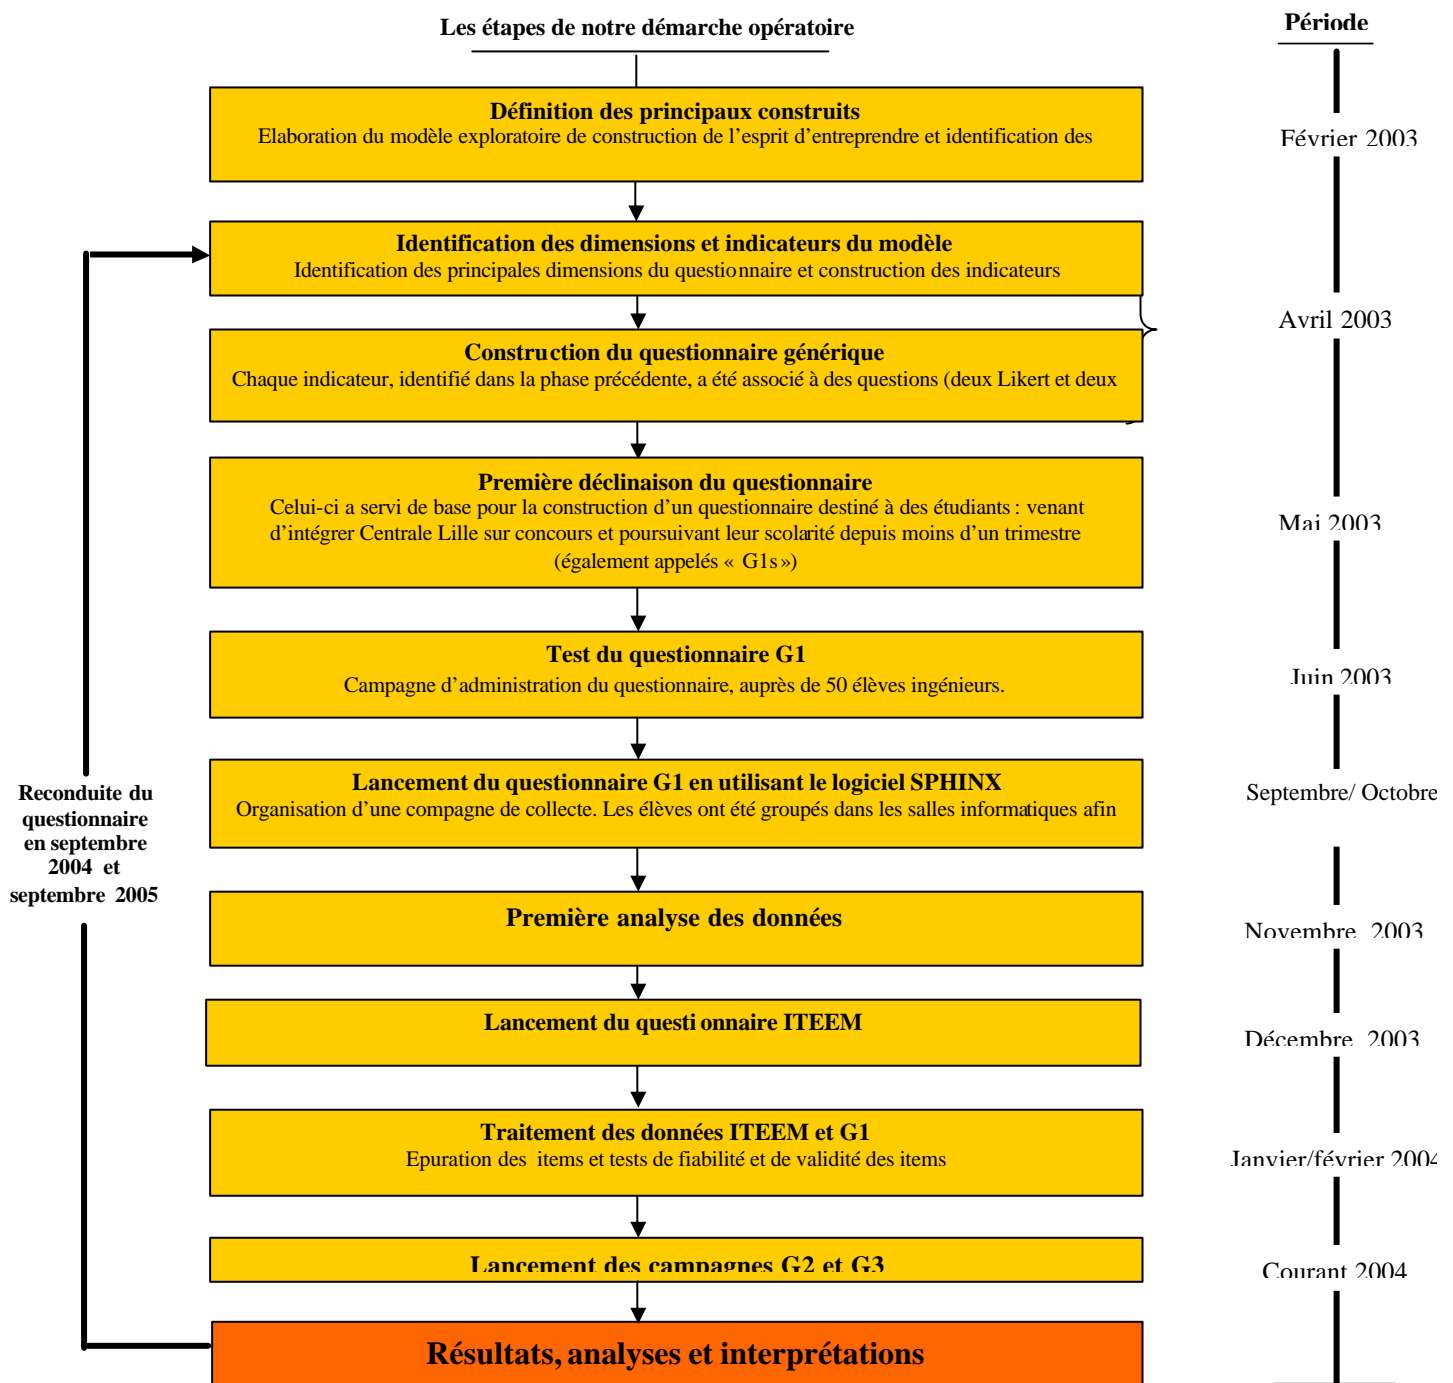 Les étapes de notre démarche opératoire
Période
Définition des principaux construits
Elaboration du modèle exploratoire de construction de l'esprit d'entreprendre et identification des
Février 2003
Identification des dimensions et indicateurs du modèle
Identification des principales dimensions du questionnaire et construction des indicateurs
Avril 2003
Construction du questionnaire générique
Chaque indicateur, identifié dans la phase précédente, a été associé à des questions (deux Likert et deux
Première déclinaison du questionnaire
Celui-ci a servi de base pour la construction d'un questionnaire destiné à des étudiants : venant
d'intégrer Centrale Lille sur concours et poursuivant leur scolarité depuis moins d'un trimestre
(également appelés « G1s »)
Mai 2003
Test du questionnaire G1
Campagne d'administration du questionnaire, auprès de 50 élèves ingénieurs.
Juin 2003
Lancement du questionnaire G1 en utilisant le logiciel SPHINX
Organisation d'une compagne de collecte. Les élèves ont été groupés dans les salles informatiques afin
Septembre/ Octobre
Reconduite du
questionnaire
en septembre
2004 et
septembre 2005
Première analyse des données
Novembre 2003
Lancement du questionnaire ITEEM
Décembre 2003
Traitement des données ITEEM et G1
Epuration des items et tests de fiabilité et de validité des items
Janvier/février 2004
Lancement des campagnes G2 et G3
Courant 2004
Résultats, analyses et interprétations